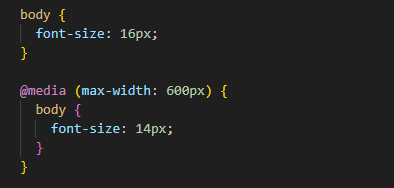 body {
  font-size: 16px;
}

@media (max-width: 600px) {
  body {
    font-size: 14px;
  }
}